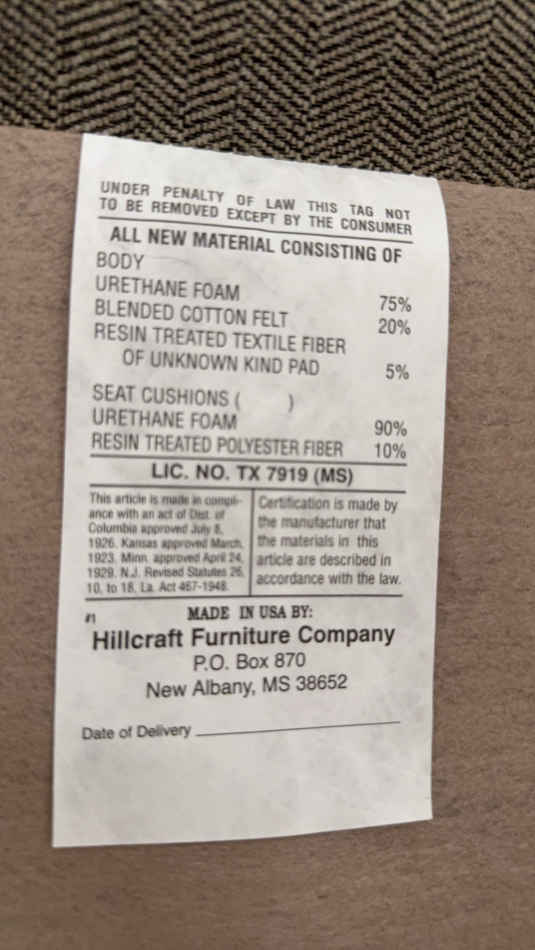 UNDER PENALTY OF LAW THIS TAG NOT
TO BE REMOVED EXCEPT BY THE CONSUMER
ALL NEW MATERIAL CONSISTING OF
BODY
URETHANE FOAM 75%
BLENDED COTTON FELT 20%
RESIN TREATED TEXTILE FIBER
OF UNKNOWN KIND PAD 5%
SEAT CUSHIONS ( )
URETHANE FOAM 90%
RESIN TREATED POLYESTER FIBER 10%
LIC. NO. TX 7919 (MS)
This article is made in compli-
ance with an act of Dist. of
Columbia approved July 8,
1926. Kansas approved March,
1923. Minn. approved April 24,
1929. N.J. Revised Statutes 26,
10, to 18, La. Act 467-1948.
Certification is made by
the manufacturer that
the materials in this
article are described in
accordance with the law.
#1 MADE IN USA BY:
Hillcraft Furniture Company
P.O. Box 870
New Albany, MS 38652
Date of Delivery